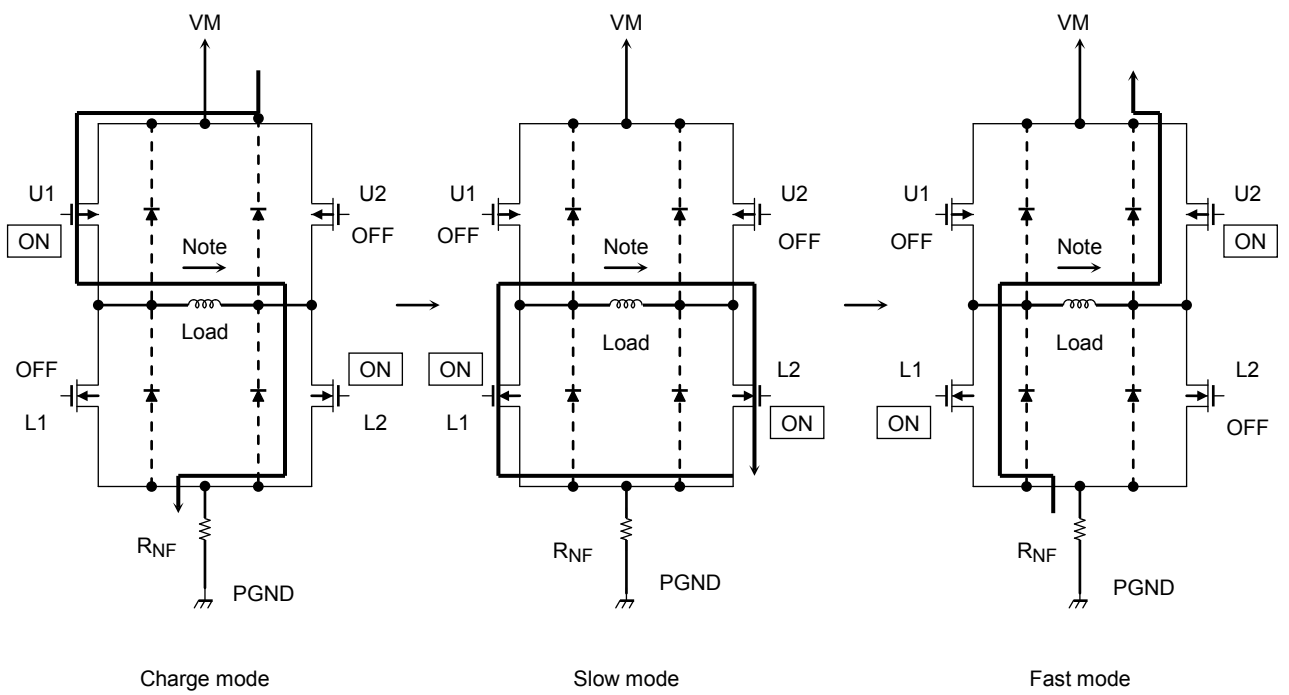 VM
U1
ON
U2
OFF
Note
Load
OFF
L1
ON
L2
RNF
PGND
Charge mode
VM
U1
OFF
U2
OFF
Note
Load
ON
L1
L2
ON
RNF
PGND
Slow mode
VM
U1
OFF
U2
ON
Note
Load
L1
ON
L2
OFF
RNF
PGND
Fast mode